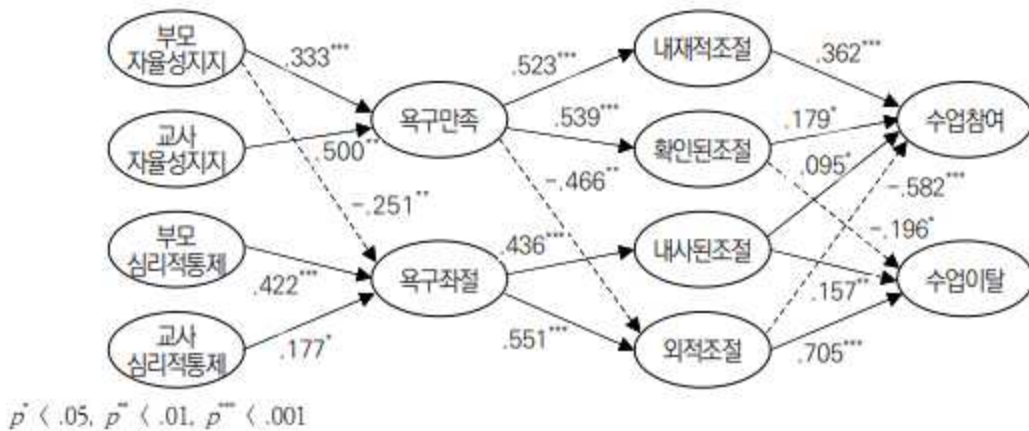 부모
자율성지지
교사
자율성지지
부모
심리적통제
교사
심리적통제
.333***
.500**
-.251**
.422***
.177*
욕구만족
욕구좌절
.523***
.539***
-.466**
.436***
.551***
내재적조절
확인된조절
내사된조절
외적조절
.362***
.179*
.095*
-.582***
-.196*
.157**
.705***
수업참여
수업이탈
p* < .05, p** < .01, p*** < .001